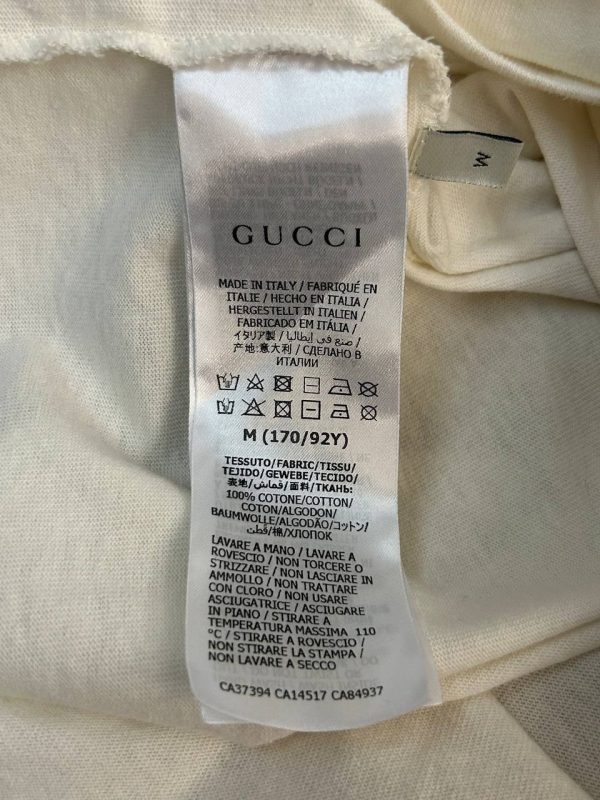 M
GUCCI
MADE IN ITALY / FABRIQUÉ EN
ITALIE / HECHO EN ITALIA /
HERGESTELLT IN ITALIEN /
FABRICADO EM ITÁLIA /
イタリア製 / صنع في إيطاليا /
产地:意大利 / СДЕЛАНО В
ИТАЛИИ
M (170/92Y)
TESSUTO/FABRIC/TISSU/
TEJIDO/GEWEBE/TECIDO/
表地/قماش/面料/ТКАНЬ:
100% COTONE/COTTON/
COTON/ALGODON/
BAUMWOLLE/ALGODÃO/コットン/
قطن/棉/ХЛОПОК
LAVARE A MANO / LAVARE A
ROVESCIO / NON TORCERE O
STRIZZARE / NON LASCIARE IN
AMMOLLO / NON TRATTARE
CON CLORO / NON USARE
ASCIUGATRICE / ASCIUGARE
IN PIANO / STIRARE A
TEMPERATURA MASSIMA 110
°C / STIRARE A ROVESCIO /
NON STIRARE LA STAMPA /
NON LAVARE A SECCO
CA37394 CA14517 CA84937